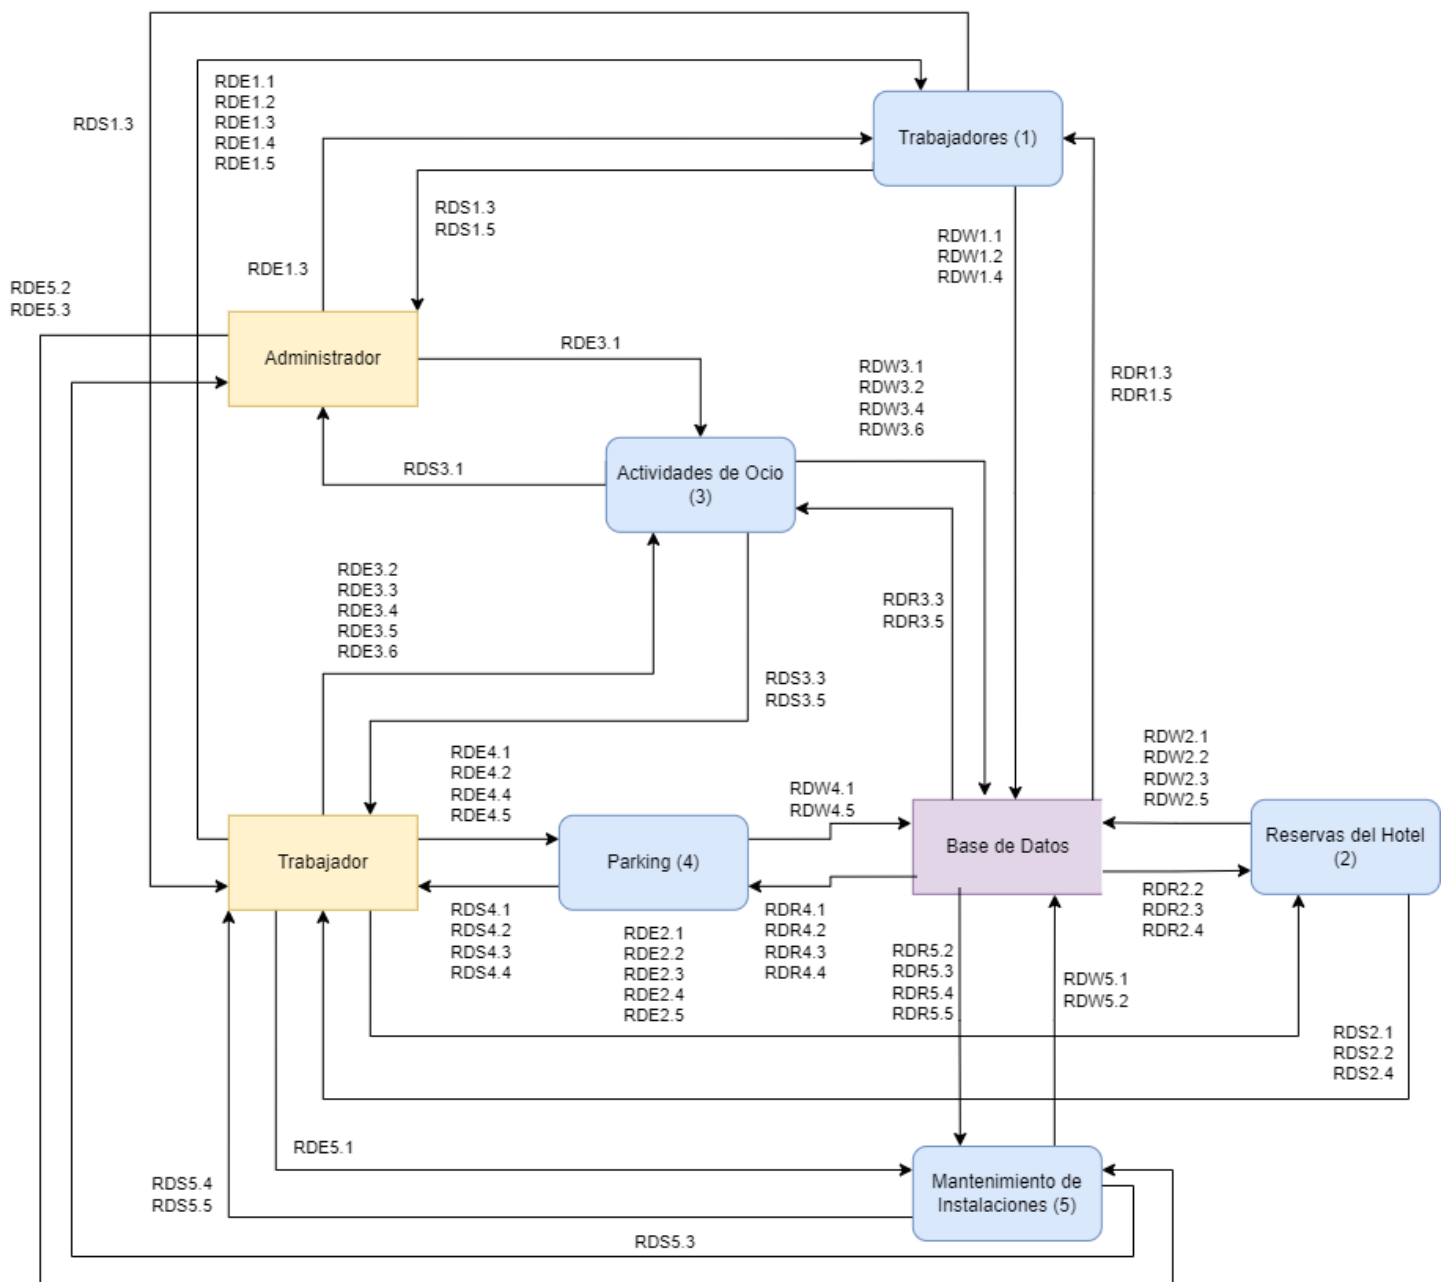 RDE1.1
RDE1.2
RDE1.3
RDE1.4
RDE1.5
RDS1.3
Trabajadores (1)
RDS1.3
RDS1.5
RDE1.3
RDW1.1
RDW1.2
RDW1.4
RDE5.2
RDE5.3
Administrador
RDE3.1
RDW3.1
RDW3.2
RDW3.4
RDW3.6
RDR1.3
RDR1.5
RDS3.1
Actividades de Ocio
(3)
RDE3.2
RDE3.3
RDE3.4
RDE3.5
RDE3.6
RDR3.3
RDR3.5
RDS3.3
RDS3.5
RDE4.1
RDE4.2
RDE4.4
RDE4.5
RDW4.1
RDW4.5
RDW2.1
RDW2.2
RDW2.3
RDW2.5
Trabajador
Parking (4)
Base de Datos
Reservas del Hotel
(2)
RDS4.1
RDS4.2
RDS4.3
RDS4.4
RDE2.1
RDE2.2
RDE2.3
RDE2.4
RDE2.5
RDR4.1
RDR4.2
RDR4.3
RDR4.4
RDR5.2
RDR5.3
RDR5.4
RDR5.5
RDR2.2
RDR2.3
RDR2.4
RDW5.1
RDW5.2
RDS2.1
RDS2.2
RDS2.4
RDE5.1
RDS5.4
RDS5.5
Mantenimiento de
Instalaciones (5)
RDS5.3